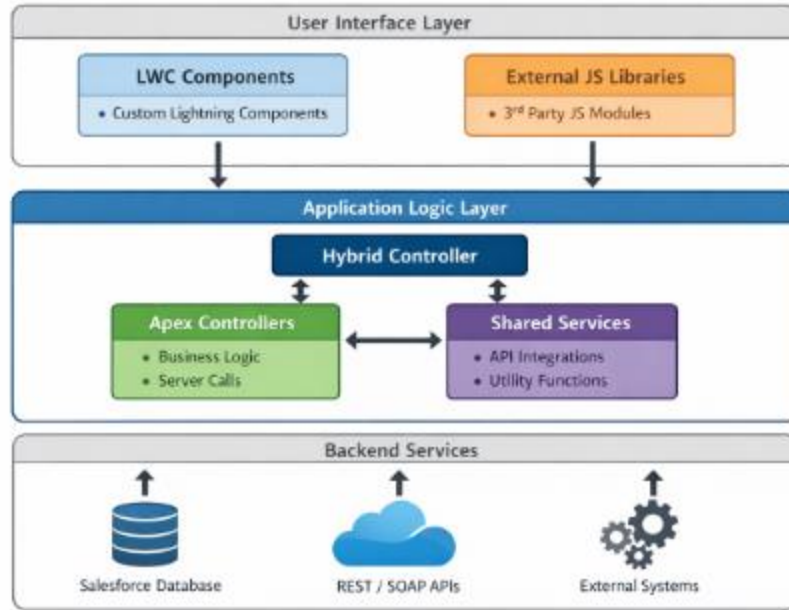 User Interface Layer
LWC Components
• Custom Lightning Components
External JS Libraries
• 3rd Party JS Modules
Application Logic Layer
Hybrid Controller
Apex Controllers
• Business Logic
• Server Calls
Shared Services
• API Integrations
• Utility Functions
Backend Services
Salesforce Database
REST / SOAP APIs
External Systems